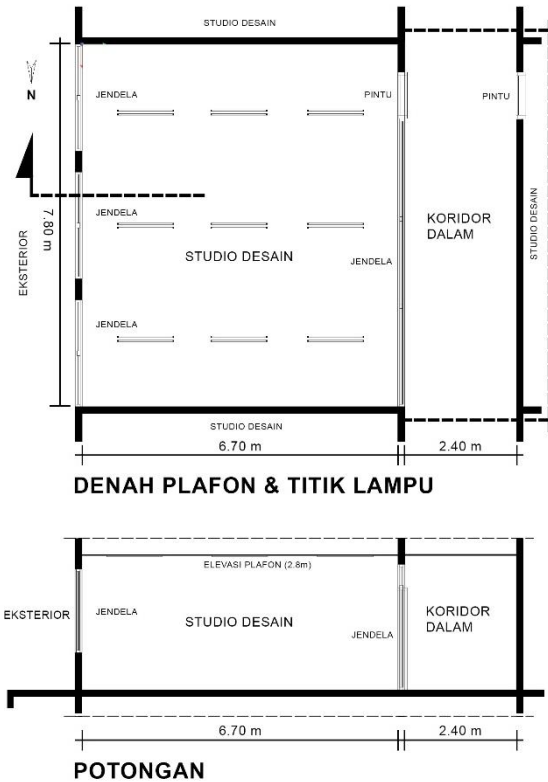 STUDIO DESAIN
N
JENDELA
PINTU
PINTU
7.80 m
EKSTERIOR
JENDELA
KORIDOR
DALAM
STUDIO DESAIN
STUDIO DESAIN
JENDELA
JENDELA
STUDIO DESAIN
6.70 m
2.40 m
DENAH PLAFON & TITIK LAMPU
ELEVASI PLAFON (2.8m)
EKSTERIOR
JENDELA
STUDIO DESAIN
JENDELA
KORIDOR
DALAM
6.70 m
2.40 m
POTONGAN